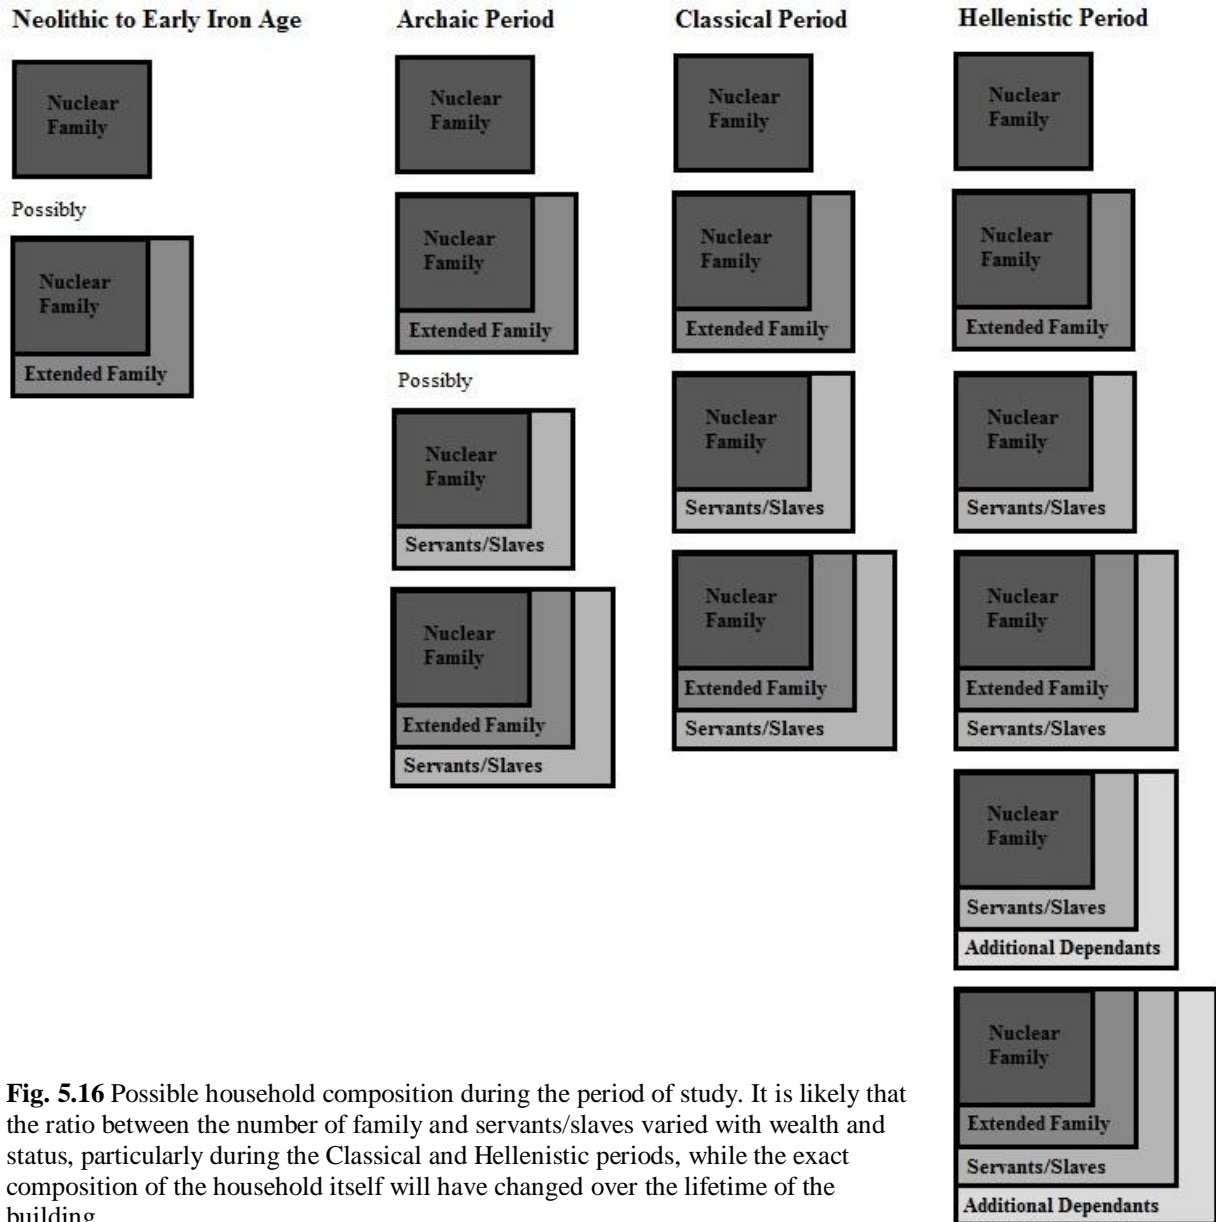 Neolithic to Early Iron Age
Nuclear
Family
Possibly
Nuclear
Family
Extended Family
Archaic Period
Nuclear
Family
Nuclear
Family
Extended Family
Possibly
Nuclear
Family
Servants/Slaves
Nuclear
Family
Extended Family
Servants/Slaves
Classical Period
Nuclear
Family
Nuclear
Family
Extended Family
Nuclear
Family
Servants/Slaves
Nuclear
Family
Extended Family
Servants/Slaves
Hellenistic Period
Nuclear
Family
Nuclear
Family
Extended Family
Nuclear
Family
Servants/Slaves
Nuclear
Family
Extended Family
Servants/Slaves
Nuclear
Family
Servants/Slaves
Additional Dependants
Nuclear
Family
Extended Family
Servants/Slaves
Additional Dependants
Fig. 5.16 Possible household composition during the period of study. It is likely that
the ratio between the number of family and servants/slaves varied with wealth and
status, particularly during the Classical and Hellenistic periods, while the exact
composition of the household itself will have changed over the lifetime of the
building